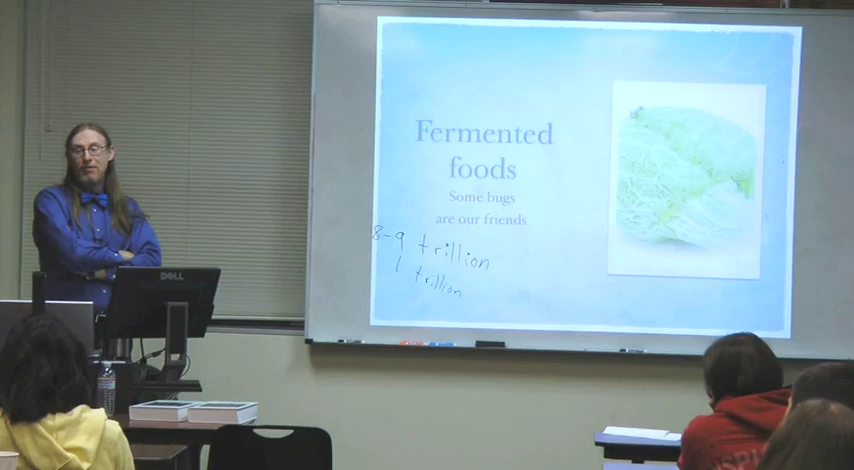 Fermented
foods
Some bugs
are our friends
8-9 trillion
1 trillion
DELL